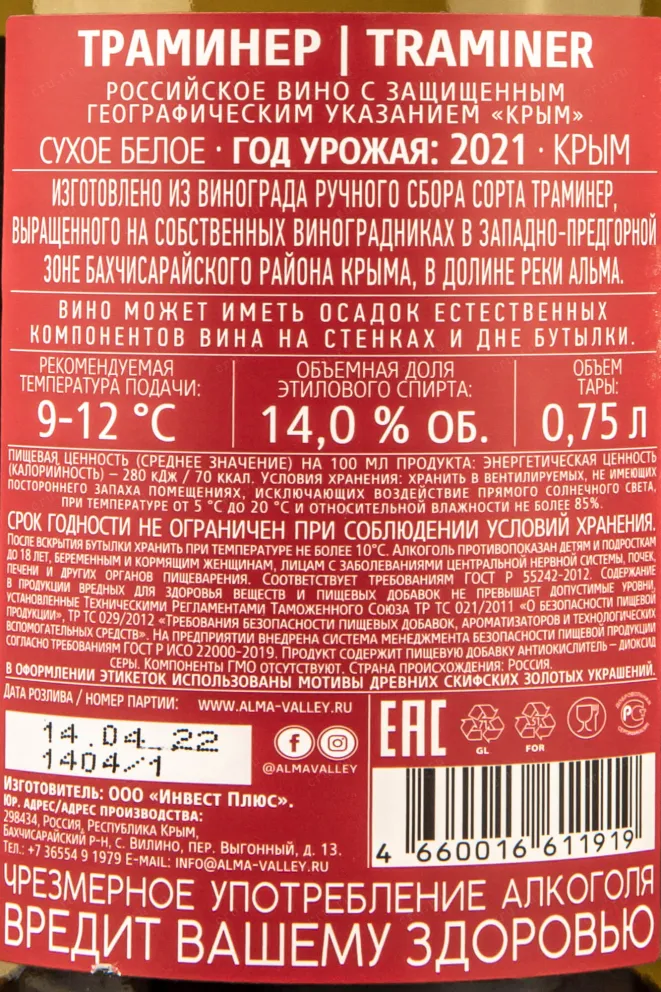 ТРАМИНЕР | TRAMINER
РОССИЙСКОЕ ВИНО С ЗАЩИЩЕННЫМ
ГЕОГРАФИЧЕСКИМ УКАЗАНИЕМ «КРЫМ»
СУХОЕ БЕЛОЕ · ГОД УРОЖАЯ: 2021 · КРЫМ
ИЗГОТОВЛЕНО ИЗ ВИНОГРАДА РУЧНОГО СБОРА СОРТА ТРАМИНЕР,
ВЫРАЩЕННОГО НА СОБСТВЕННЫХ ВИНОГРАДНИКАХ В ЗАПАДНО-ПРЕДГОРНОЙ
ЗОНЕ БАХЧИСАРАЙСКОГО РАЙОНА КРЫМА, В ДОЛИНЕ РЕКИ АЛЬМА.
ВИНО МОЖЕТ ИМЕТЬ ОСАДОК ЕСТЕСТВЕННЫХ
КОМПОНЕНТОВ ВИНА НА СТЕНКАХ И ДНЕ БУТЫЛКИ.
РЕКОМЕНДУЕМАЯ
ТЕМПЕРАТУРА ПОДАЧИ:
9-12 °С
ОБЪЕМНАЯ ДОЛЯ
ЭТИЛОВОГО СПИРТА:
14,0 % ОБ.
ОБЪЕМ
ТАРЫ:
0,75 Л
ПИЩЕВАЯ ЦЕННОСТЬ (СРЕДНЕЕ ЗНАЧЕНИЕ) НА 100 МЛ ПРОДУКТА: ЭНЕРГЕТИЧЕСКАЯ ЦЕННОСТЬ
(КАЛОРИЙНОСТЬ) – 280 КДЖ / 70 ККАЛ. УСЛОВИЯ ХРАНЕНИЯ: ХРАНИТЬ В ВЕНТИЛИРУЕМЫХ, НЕ ИМЕЮЩИХ
ПОСТОРОННЕГО ЗАПАХА ПОМЕЩЕНИЯХ, ИСКЛЮЧАЮЩИХ ВОЗДЕЙСТВИЕ ПРЯМОГО СОЛНЕЧНОГО СВЕТА,
ПРИ ТЕМПЕРАТУРЕ ОТ 5 °С ДО 20 °С И ОТНОСИТЕЛЬНОЙ ВЛАЖНОСТИ НЕ БОЛЕЕ 85%.
СРОК ГОДНОСТИ НЕ ОГРАНИЧЕН ПРИ СОБЛЮДЕНИИ УСЛОВИЙ ХРАНЕНИЯ.
ПОСЛЕ ВСКРЫТИЯ БУТЫЛКИ ХРАНИТЬ ПРИ ТЕМПЕРАТУРЕ НЕ БОЛЕЕ 10°С. АЛКОГОЛЬ ПРОТИВОПОКАЗАН ДЕТЯМ И ПОДРОСТКАМ
ДО 18 ЛЕТ, БЕРЕМЕННЫМ И КОРМЯЩИМ ЖЕНЩИНАМ, ЛИЦАМ С ЗАБОЛЕВАНИЯМИ ЦЕНТРАЛЬНОЙ НЕРВНОЙ СИСТЕМЫ, ПОЧЕК,
ПЕЧЕНИ И ДРУГИХ ОРГАНОВ ПИЩЕВАРЕНИЯ. СООТВЕТСТВУЕТ ТРЕБОВАНИЯМ ГОСТ Р 55242-2012. СОДЕРЖАНИЕ
В ПРОДУКЦИИ ВРЕДНЫХ ДЛЯ ЗДОРОВЬЯ ВЕЩЕСТВ И ПИЩЕВЫХ ДОБАВОК НЕ ПРЕВЫШАЕТ ДОПУСТИМЫЕ УРОВНИ,
УСТАНОВЛЕННЫЕ ТЕХНИЧЕСКИМИ РЕГЛАМЕНТАМИ ТАМОЖЕННОГО СОЮЗА ТР ТС 021/2011 «О БЕЗОПАСНОСТИ ПИЩЕВОЙ
ПРОДУКЦИИ», ТР ТС 029/2012 «ТРЕБОВАНИЯ БЕЗОПАСНОСТИ ПИЩЕВЫХ ДОБАВОК, АРОМАТИЗАТОРОВ И ТЕХНОЛОГИЧЕСКИХ
ВСПОМОГАТЕЛЬНЫХ СРЕДСТВ». НА ПРЕДПРИЯТИИ ВНЕДРЕНА СИСТЕМА МЕНЕДЖМЕНТА БЕЗОПАСНОСТИ ПИЩЕВОЙ ПРОДУКЦИИ
СОГЛАСНО ТРЕБОВАНИЯМ ГОСТ Р ИСО 22000-2019. ПРОДУКТ СОДЕРЖИТ ПИЩЕВУЮ ДОБАВКУ АНТИОКИСЛИТЕЛЬ – ДИОКСИД
СЕРЫ. КОМПОНЕНТЫ ГМО ОТСУТСТВУЮТ. СТРАНА ПРОИСХОЖДЕНИЯ: РОССИЯ.
В ОФОРМЛЕНИИ ЭТИКЕТОК ИСПОЛЬЗОВАНЫ МОТИВЫ ДРЕВНИХ СКИФСКИХ ЗОЛОТЫХ УКРАШЕНИЙ.
ДАТА РОЗЛИВА / НОМЕР ПАРТИИ:
14.04.22
1404/1
WWW.ALMA-VALLEY.RU
@ALMAVALLEY
EAC
GL
FOR
ИЗГОТОВИТЕЛЬ: ООО «ИНВЕСТ ПЛЮС».
ЮР. АДРЕС/АДРЕС ПРОИЗВОДСТВА:
298434, РОССИЯ, РЕСПУБЛИКА КРЫМ,
БАХЧИСАРАЙСКИЙ Р-Н, С. ВИЛИНО, ПЕР. ВЫГОННЫЙ, Д. 13.
ТЕЛ.: +7 36554 9 1979 E-MAIL: INFO@ALMA-VALLEY.RU
4 660016 611919
ЧРЕЗМЕРНОЕ УПОТРЕБЛЕНИЕ АЛКОГОЛЯ
ВРЕДИТ ВАШЕМУ ЗДОРОВЬЮ